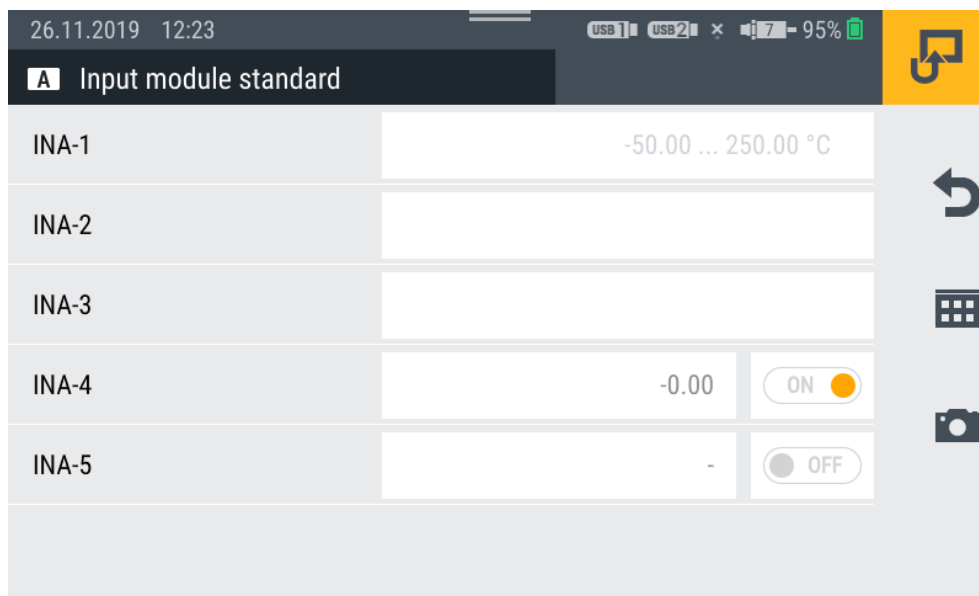 26.11.2019 12:23 USB 1 USB 2 7 95%
A Input module standard
INA-1 -50.00 ... 250.00 °C
INA-2
INA-3
INA-4 -0.00 ON
INA-5 - OFF